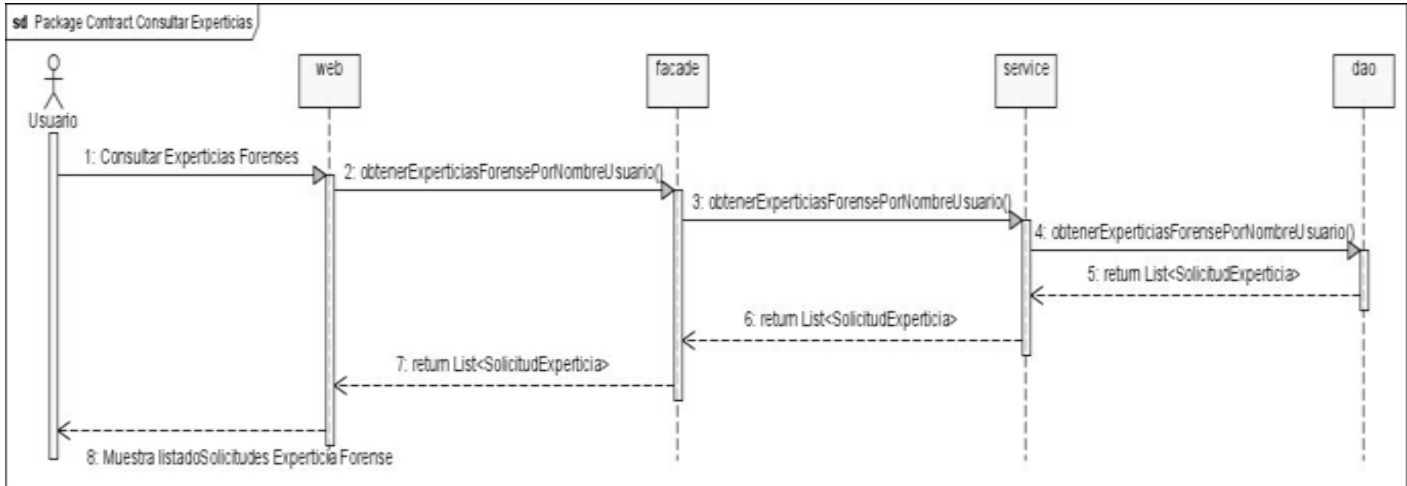 sd Package Contract.Consultar Experticias
web
facade
service
dao
Usuario
1: Consultar Experticias Forenses
2: obtenerExperticiasForensePorNombreUsuario()
3: obtenerExperticiasForensePorNombreUsuario()
4: obtenerExperticiasForensePorNombreUsuario()
5: return List<SolicitudExperticia>
6: return List<SolicitudExperticia>
7: return List<SolicitudExperticia>
8: Muestra listadoSolicitudes Experticia Forense